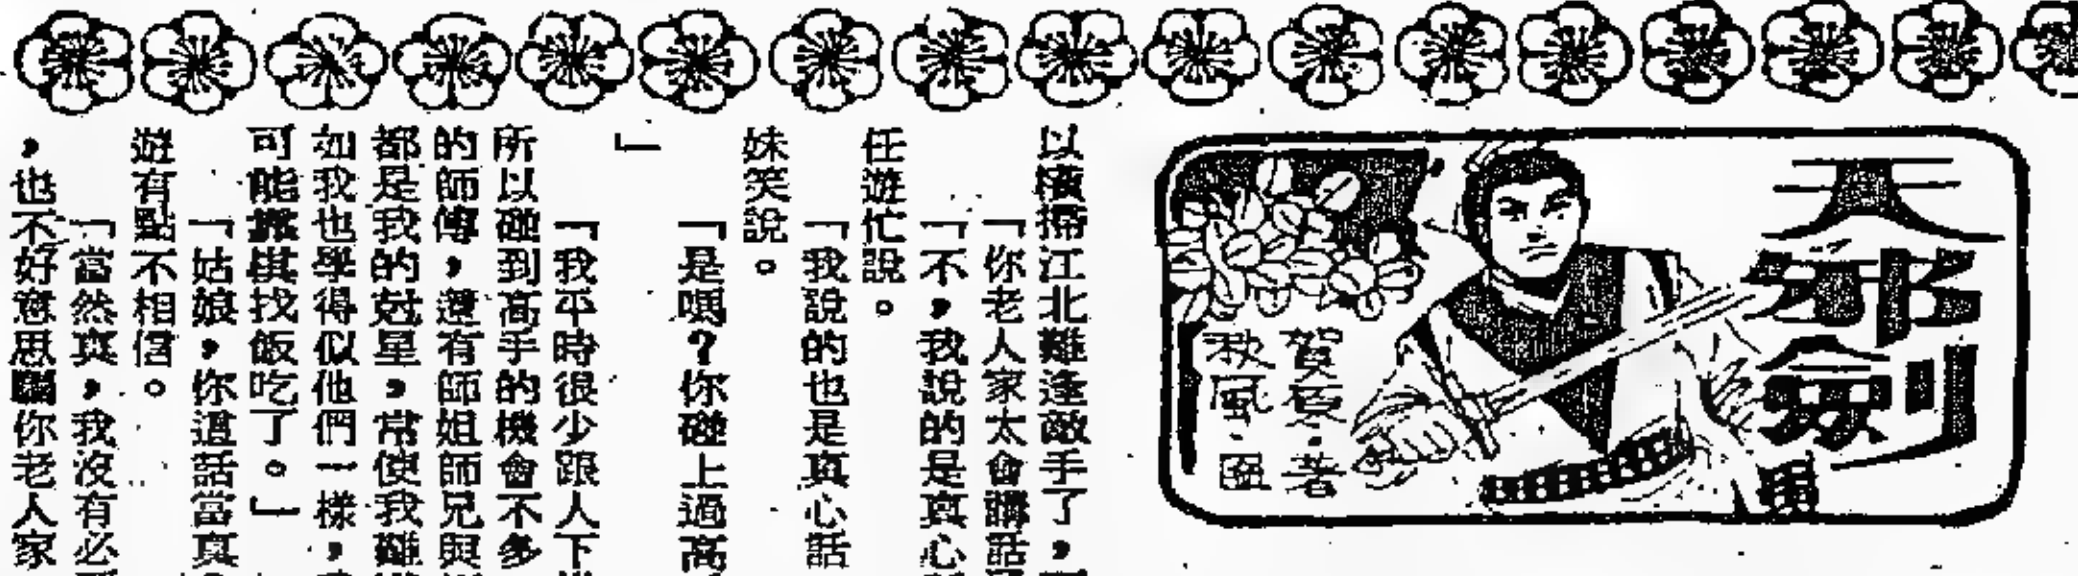 天邪劍
賀原·著
秋風·圖
以橫掃江北難逢敵手了,「
「你老人家太會講話
「不,我說的是真心
任遊忙說。
「我說的也是真心話
妹笑說。
「是嗎?你碰上過高
」
「我平時很少跟人下
所以碰到高手的機會不多
的師傅,還有師姐師兄與
都是我的尅星,常使我難
如我也學得似他們一樣,
可能棋找飯吃了。」
「姑娘,你這話當真
遊有點不相信。
「當然真,我沒有必
,也不好意思騙你老人家